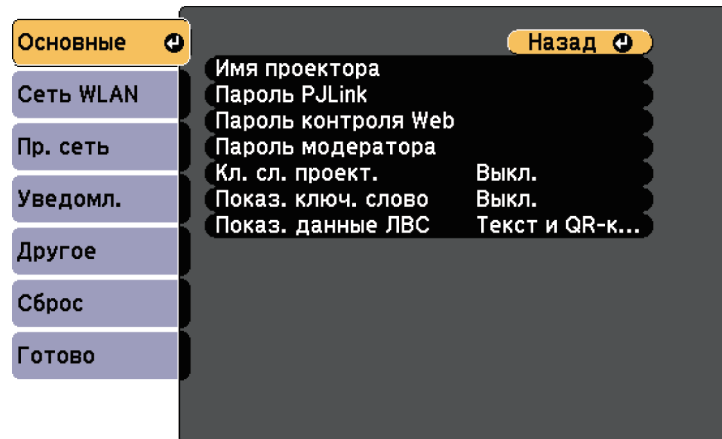 Основные
Сеть WLAN
Пр. сеть
Уведомл.
Другое
Сброс
Готово
Назад
Имя проектора
Пароль PJLink
Пароль контроля Web
Пароль модератора
Кл. сл. проект. Выкл.
Показ. ключ. слово Выкл.
Показ. данные ЛВС Текст и QR-к...